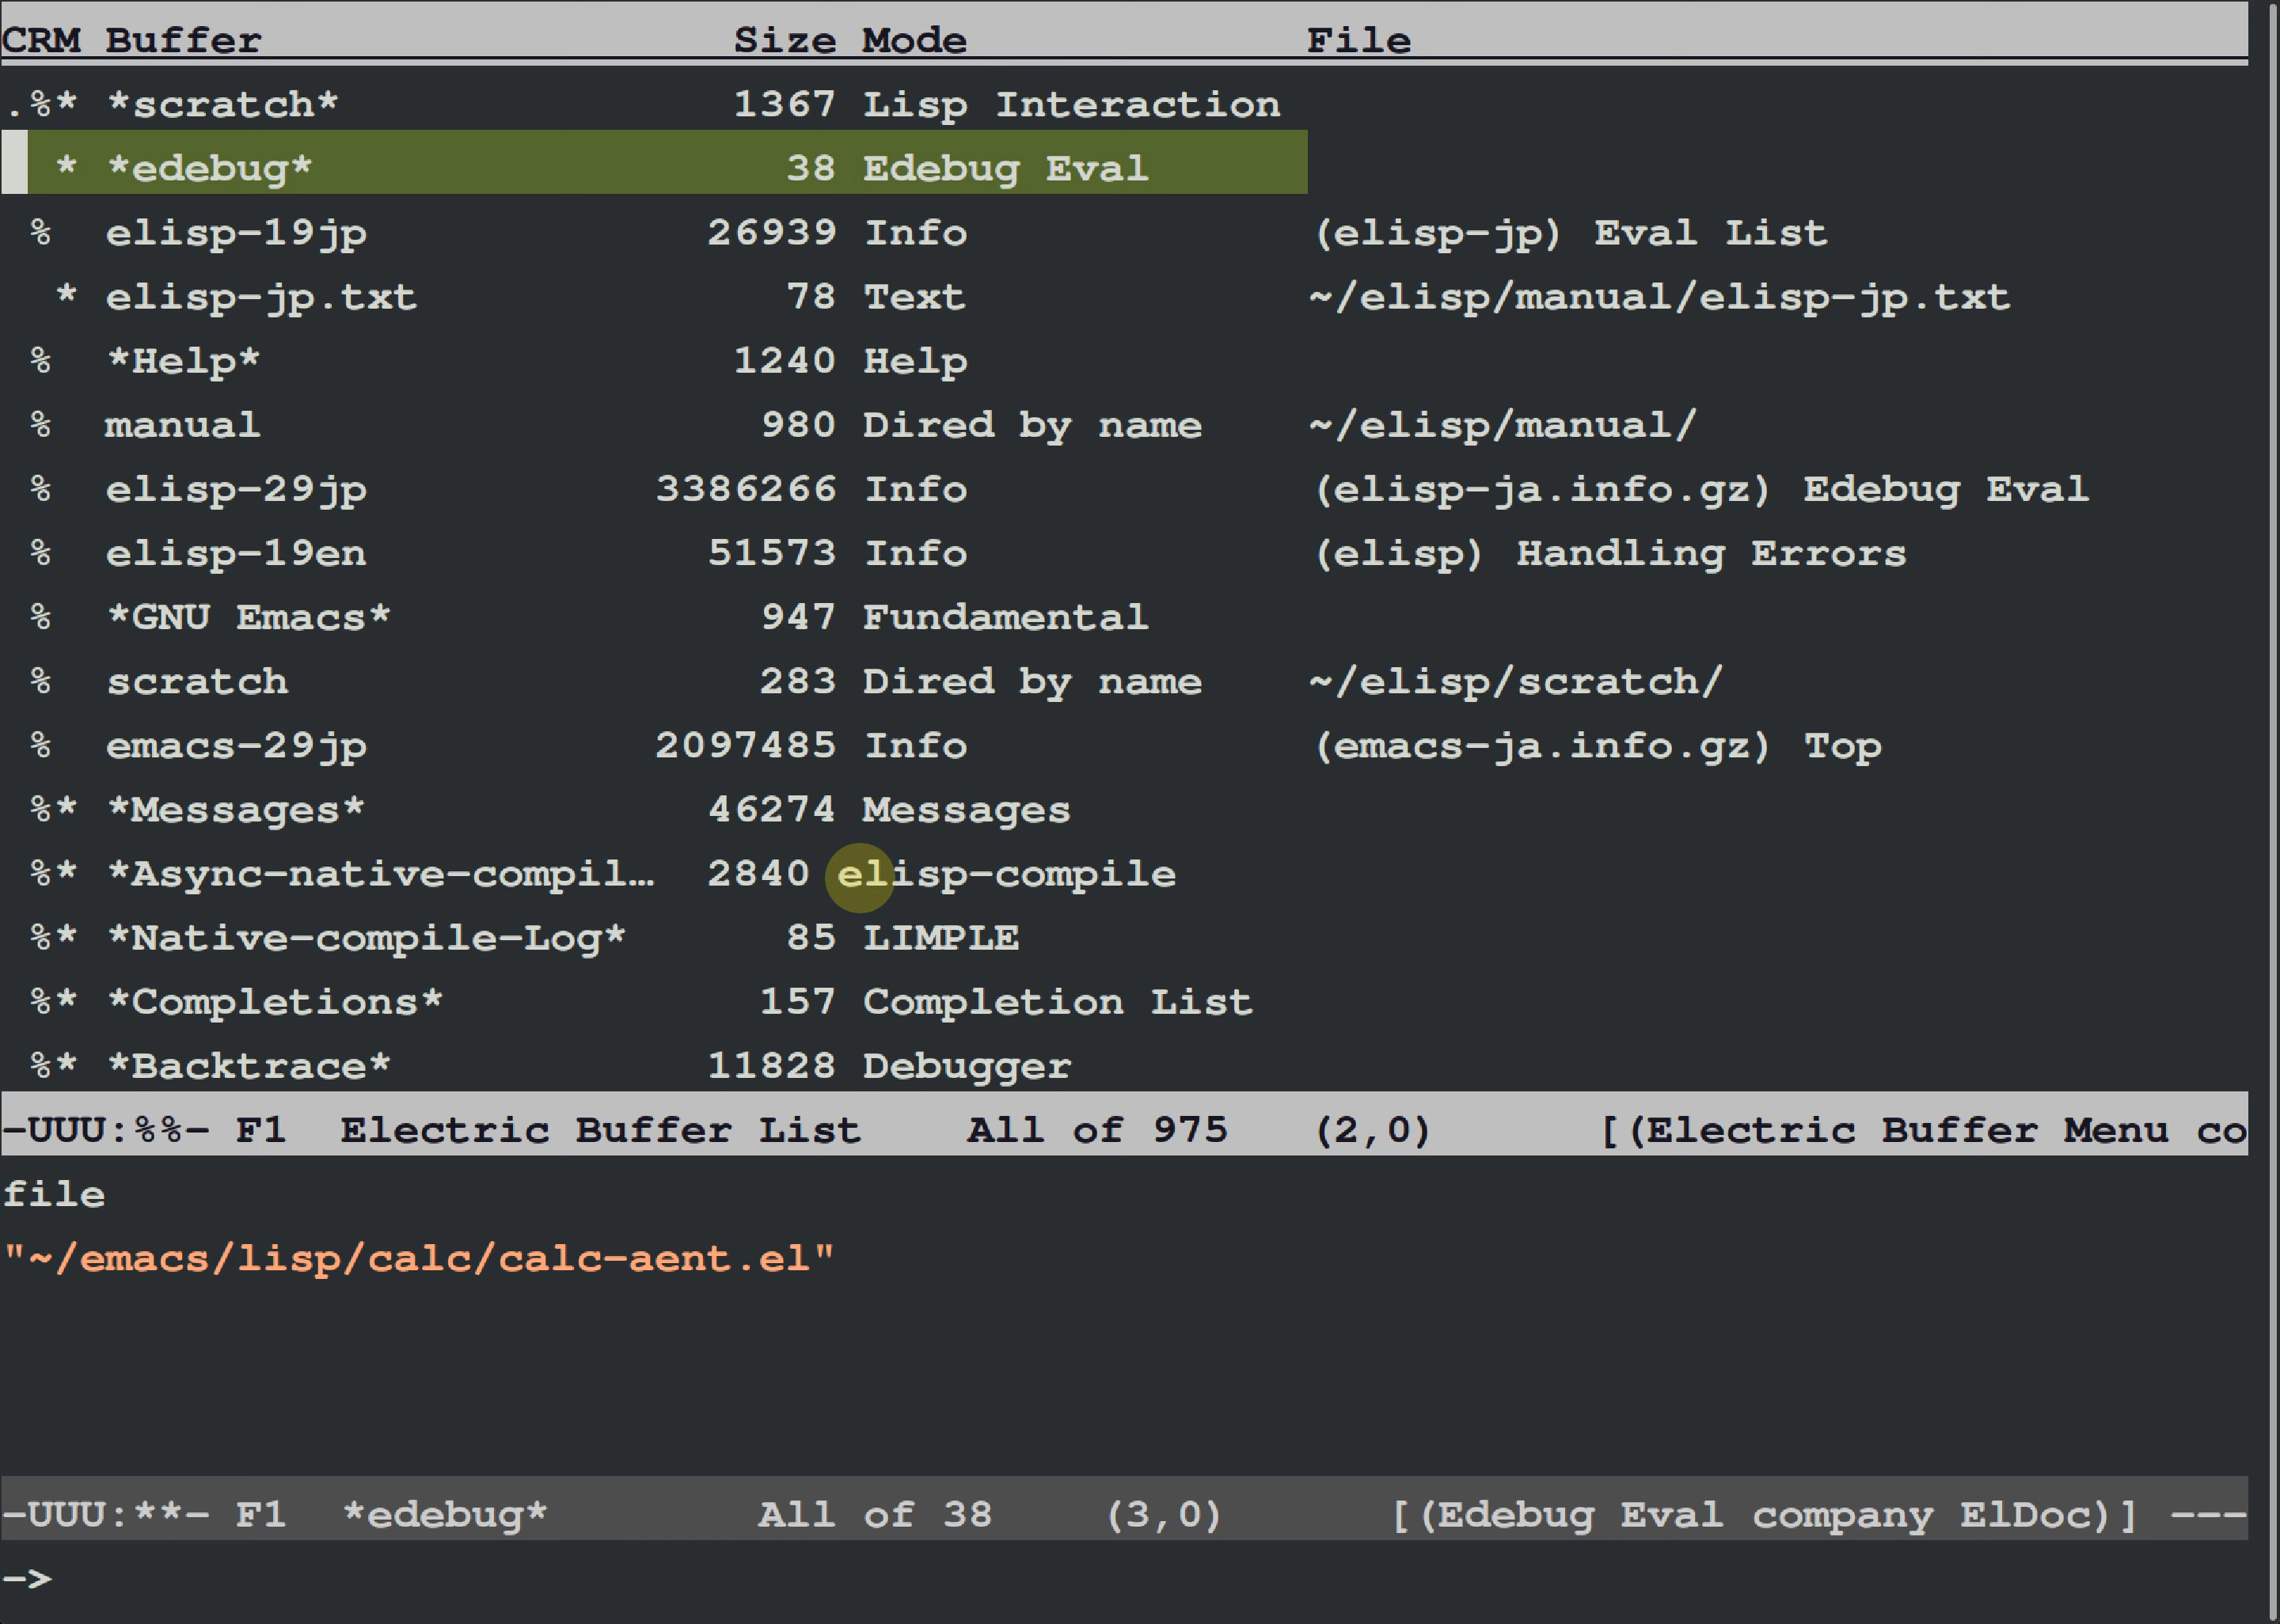 CRM Buffer Size Mode File
.%* *scratch* 1367 Lisp Interaction
* *edebug* 38 Edebug Eval
% elisp-19jp 26939 Info (elisp-jp) Eval List
* elisp-jp.txt 78 Text ~/elisp/manual/elisp-jp.txt
% *Help* 1240 Help
% manual 980 Dired by name ~/elisp/manual/
% elisp-29jp 3386266 Info (elisp-ja.info.gz) Edebug Eval
% elisp-19en 51573 Info (elisp) Handling Errors
% *GNU Emacs* 947 Fundamental
% scratch 283 Dired by name ~/elisp/scratch/
% emacs-29jp 2097485 Info (emacs-ja.info.gz) Top
%* *Messages* 46274 Messages
%* *Async-native-compil… 2840 elisp-compile
%* *Native-compile-Log* 85 LIMPLE
%* *Completions* 157 Completion List
%* *Backtrace* 11828 Debugger
-UUU:%%- F1 Electric Buffer List All of 975 (2,0) [(Electric Buffer Menu co
file
"~/emacs/lisp/calc/calc-aent.el"
-UUU:**- F1 *edebug* All of 38 (3,0) [(Edebug Eval company ElDoc)] ---
->